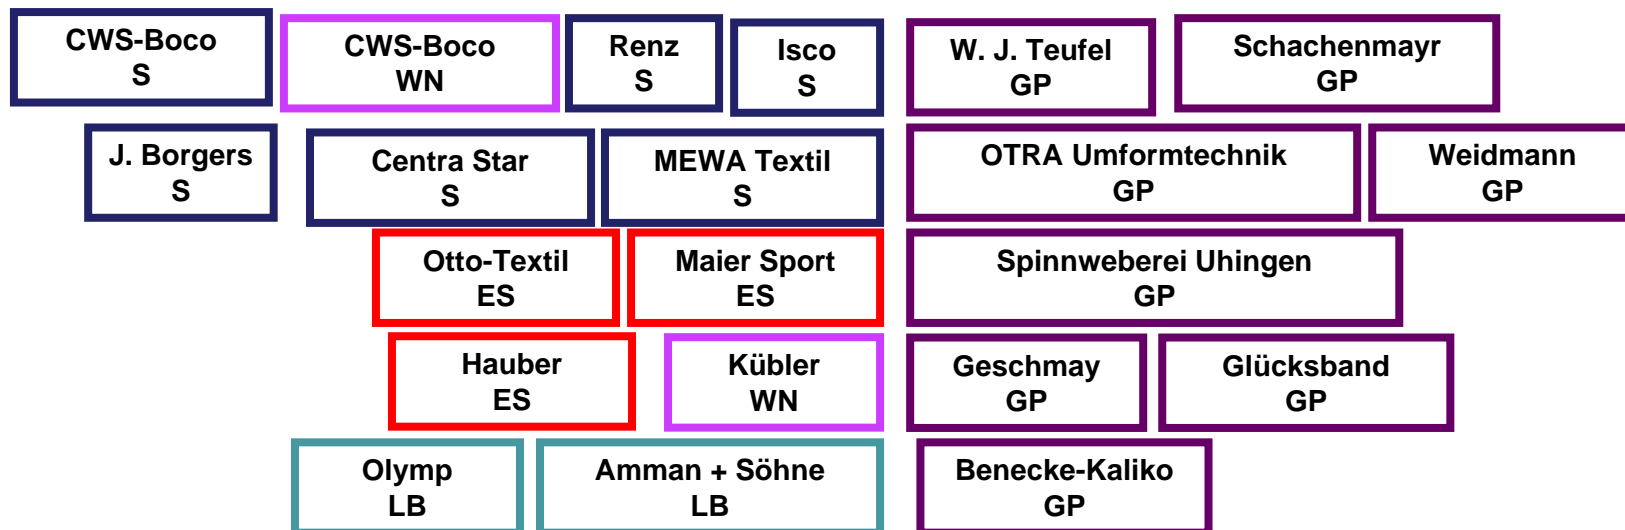 CWS-Boco
S
CWS-Boco
WN
Renz
S
Isco
S
W. J. Teufel
GP
Schachenmayr
GP
J. Borgers
S
Centra Star
S
MEWA Textil
S
OTRA Umformtechnik
GP
Weidmann
GP
Otto-Textil
ES
Maier Sport
ES
Spinnweberei Uhingen
GP
Hauber
ES
Kübler
WN
Geschmay
GP
Glücksband
GP
Olymp
LB
Amman + Söhne
LB
Benecke-Kaliko
GP